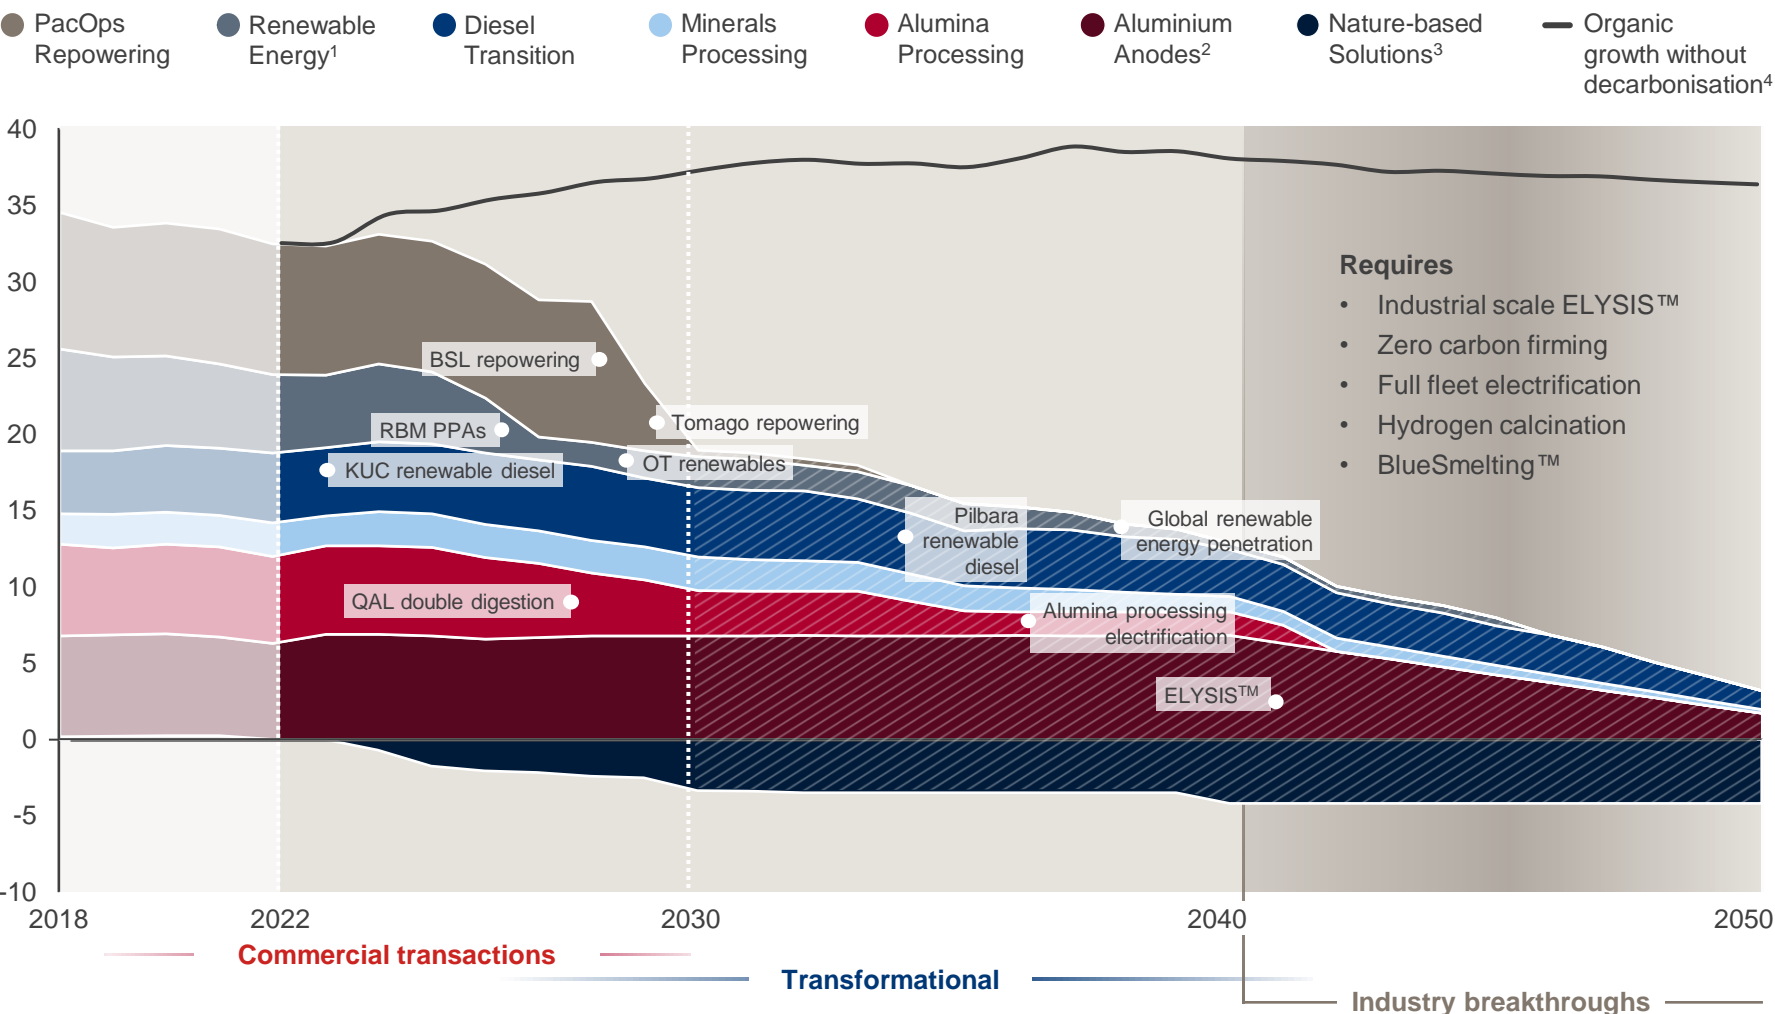 PacOps
Repowering
Renewable
Energy¹
Diesel
Transition
Minerals
Processing
Alumina
Processing
Aluminium
Anodes²
Nature-based
Solutions³
Organic
growth without
decarbonisation⁴
40
35
30
25
20
15
10
5
0
-5
-10
BSL repowering
RBM PPAs
KUC renewable diesel
Tomago repowering
OT renewables
QAL double digestion
Pilbara
renewable
diesel
Global renewable
energy penetration
Alumina processing
electrification
ELYSIS™
Requires
• Industrial scale ELYSIS™
• Zero carbon firming
• Full fleet electrification
• Hydrogen calcination
• BlueSmelting™
2018
2022
2030
2040
2050
Commercial transactions
Transformational
Industry breakthroughs